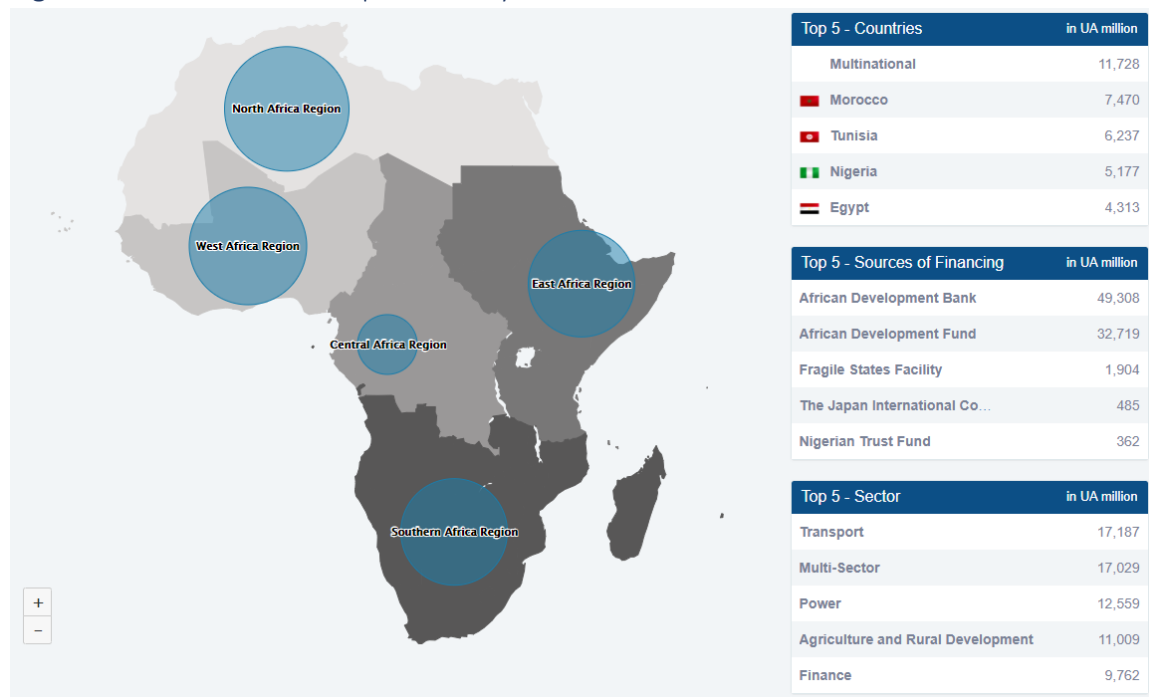 North Africa Region
West Africa Region
East Africa Region
Central Africa Region
Southern Africa Region
+
−
Top 5 - Countries in UA million
Multinational 11,728
Morocco 7,470
Tunisia 6,237
Nigeria 5,177
Egypt 4,313
Top 5 - Sources of Financing in UA million
African Development Bank 49,308
African Development Fund 32,719
Fragile States Facility 1,904
The Japan International Co... 485
Nigerian Trust Fund 362
Top 5 - Sector in UA million
Transport 17,187
Multi-Sector 17,029
Power 12,559
Agriculture and Rural Development 11,009
Finance 9,762